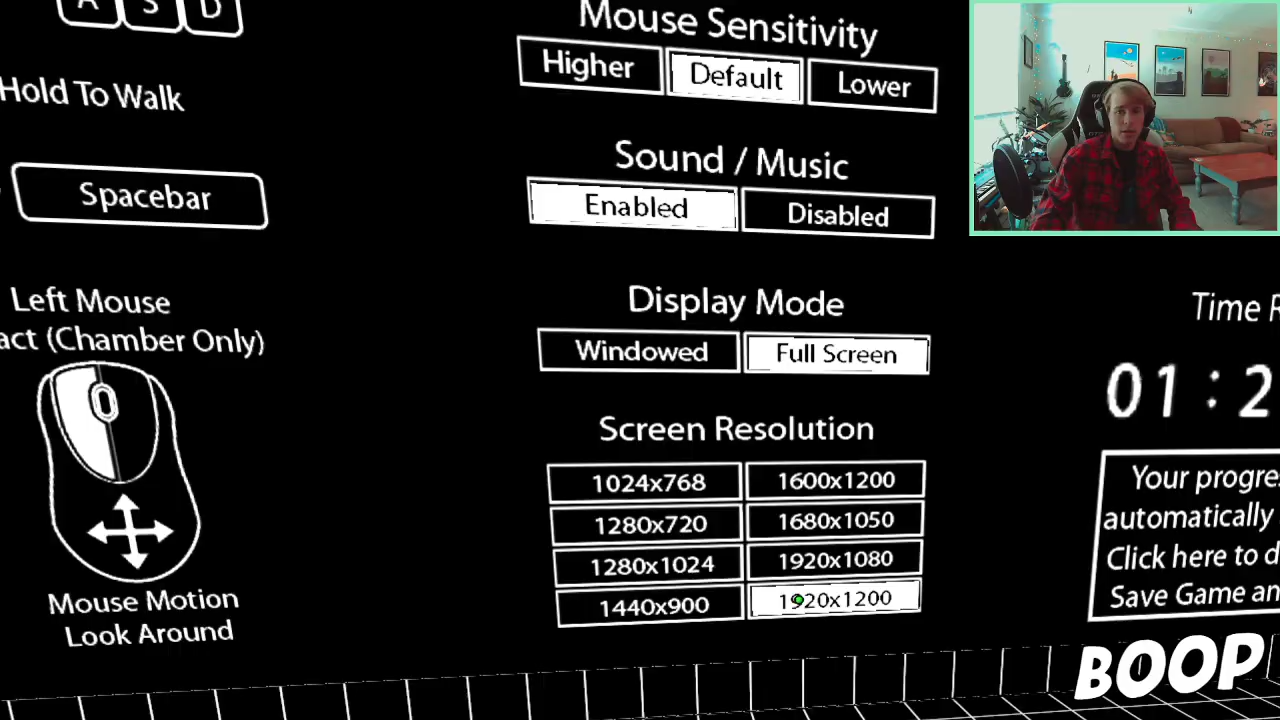 A S D
Hold To Walk
Spacebar
Left Mouse
act (Chamber Only)
Mouse Motion
Look Around
Mouse Sensitivity
Higher Default Lower
Sound / Music
Enabled Disabled
Display Mode
Windowed Full Screen
Screen Resolution
1024x768 1600x1200
1280x720 1680x1050
1280x1024 1920x1080
1440x900 1920x1200
Time R
01:2
Your progre
automatically
Click here to d
Save Game an
BOOP